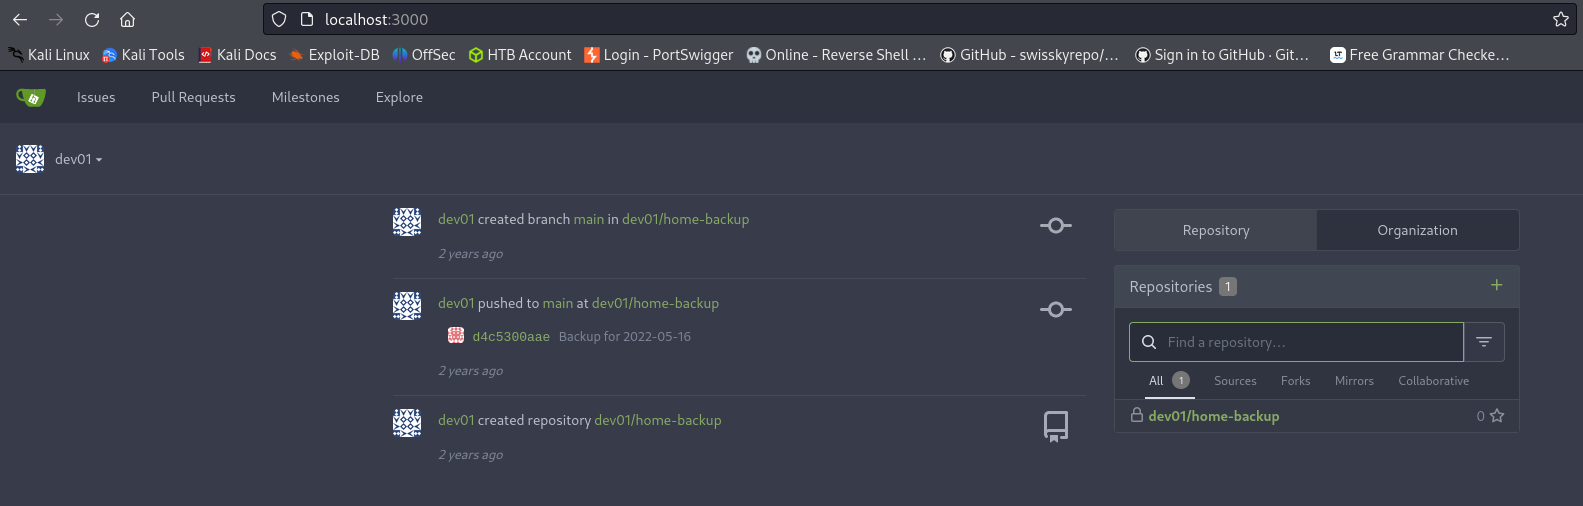 localhost:3000
Kali Linux Kali Tools Kali Docs Exploit-DB OffSec HTB Account Login - PortSwigger Online - Reverse Shell … GitHub - swisskyrepo/… Sign in to GitHub · Git… Free Grammar Checke…
Issues Pull Requests Milestones Explore
dev01
dev01 created branch main in dev01/home-backup
2 years ago
dev01 pushed to main at dev01/home-backup
d4c5300aae Backup for 2022-05-16
2 years ago
dev01 created repository dev01/home-backup
2 years ago
Repository Organization
Repositories 1
Find a repository...
All 1 Sources Forks Mirrors Collaborative
dev01/home-backup 0